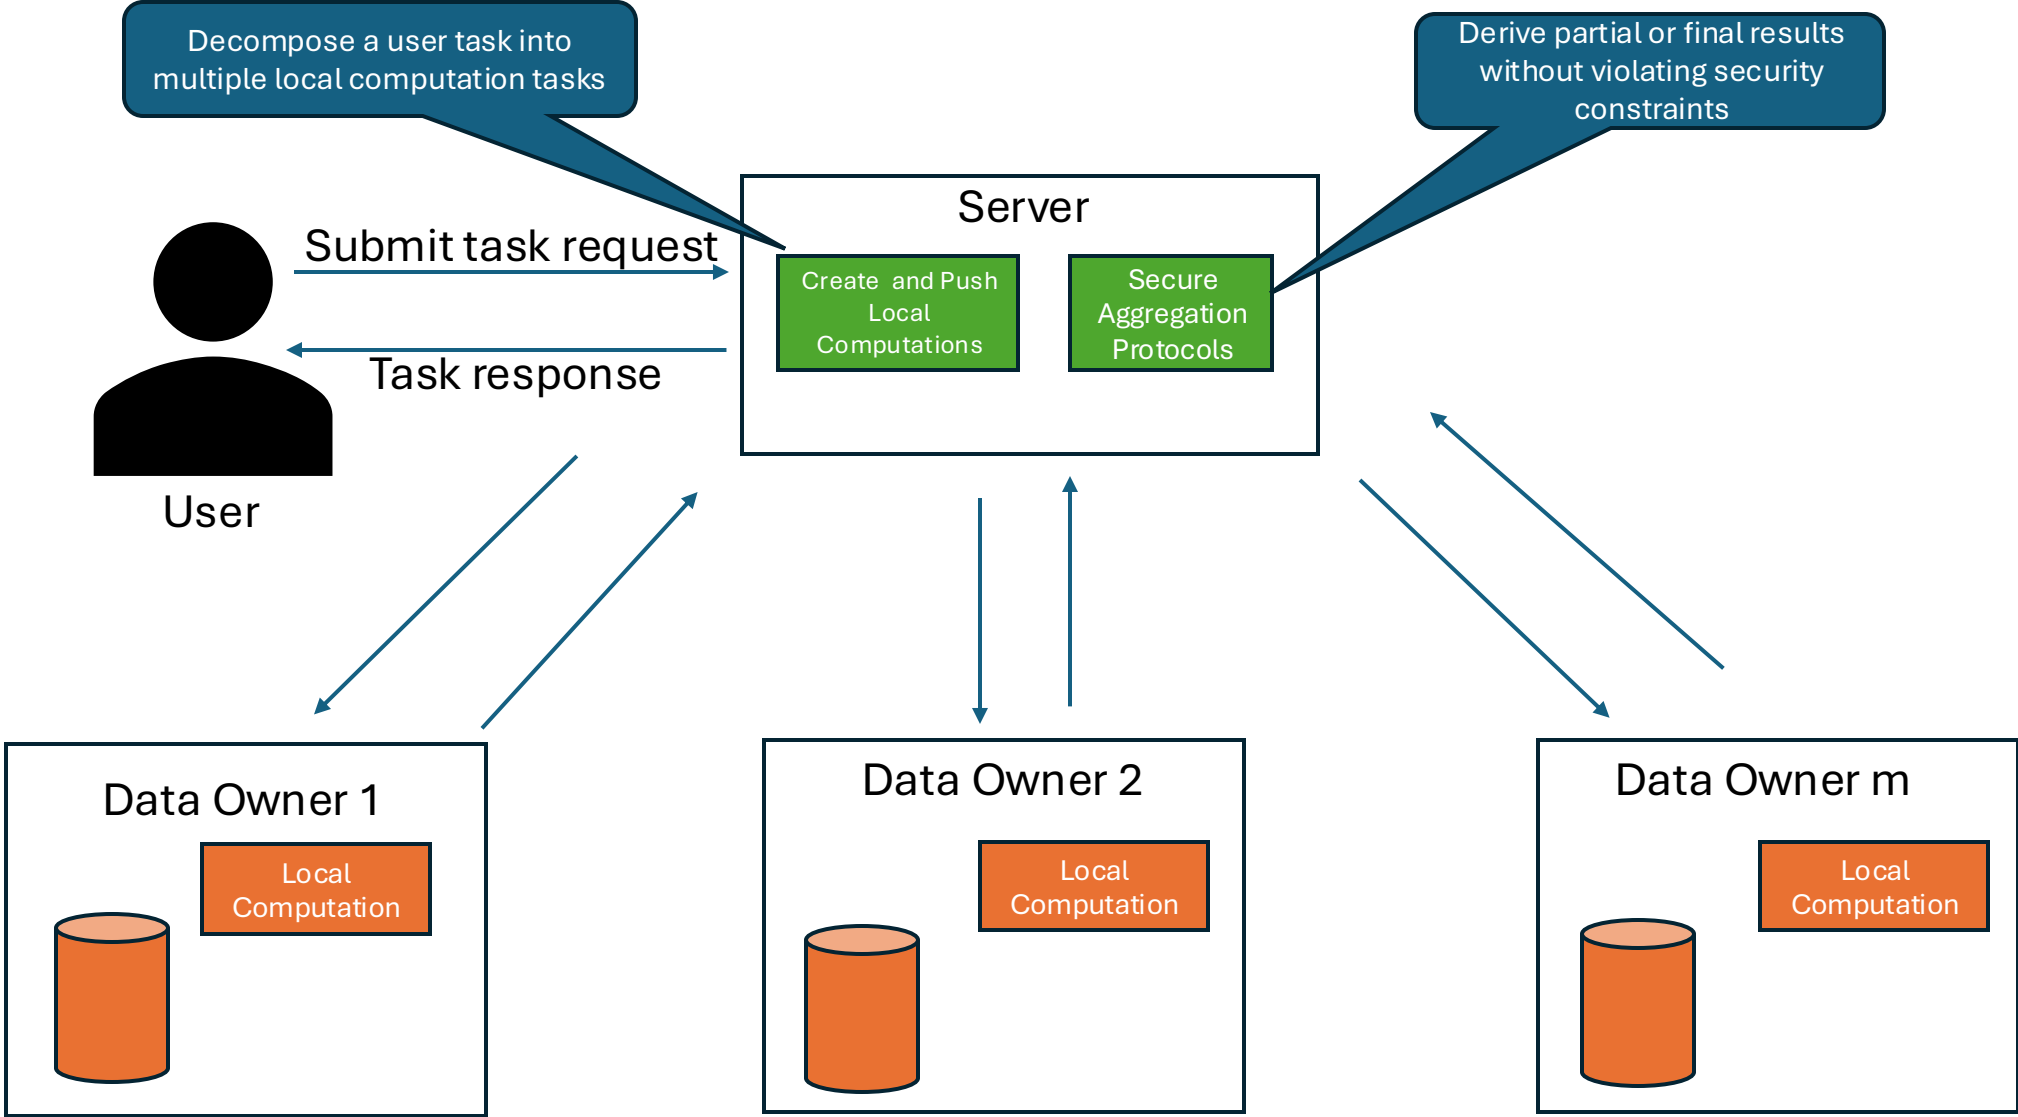 Decompose a user task into
multiple local computation tasks
Derive partial or final results
without violating security
constraints
Server
Submit task request
Create and Push
Local
Computations
Secure
Aggregation
Protocols
Task response
User
Data Owner 1
Local
Computation
Data Owner 2
Local
Computation
Data Owner m
Local
Computation